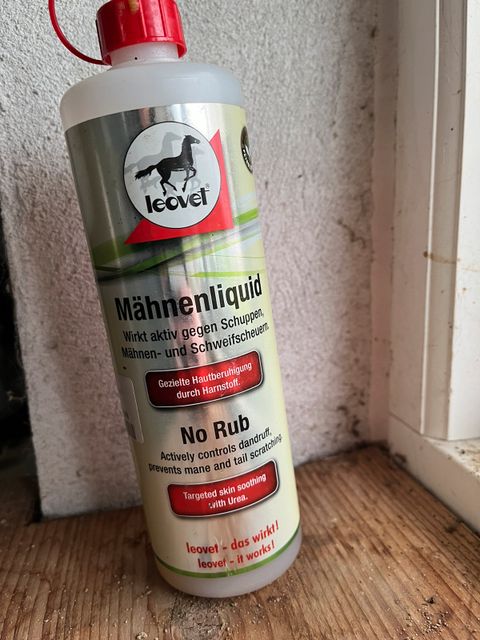 leovet
Mähnenliquid
Wirkt aktiv gegen Schuppen,
Mähnen- und Schweifscheuern.
Gezielte Hautberuhigung
durch Harnstoff.
No Rub
Actively controls dandruff,
prevents mane and tail scratching.
Targeted skin soothing
with Urea.
leovet - das wirkt!
leovet - it works!